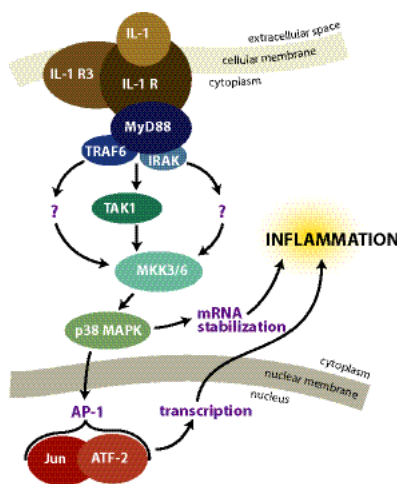 IL-1
extracellular space
cellular membrane
cytoplasm
IL-1 R3
IL-1 R
MyD88
TRAF6
IRAK
?
TAK1
?
INFLAMMATION
MKK3/6
mRNA
stabilization
p38 MAPK
cytoplasm
nuclear membrane
nucleus
AP-1
transcription
Jun
ATF-2